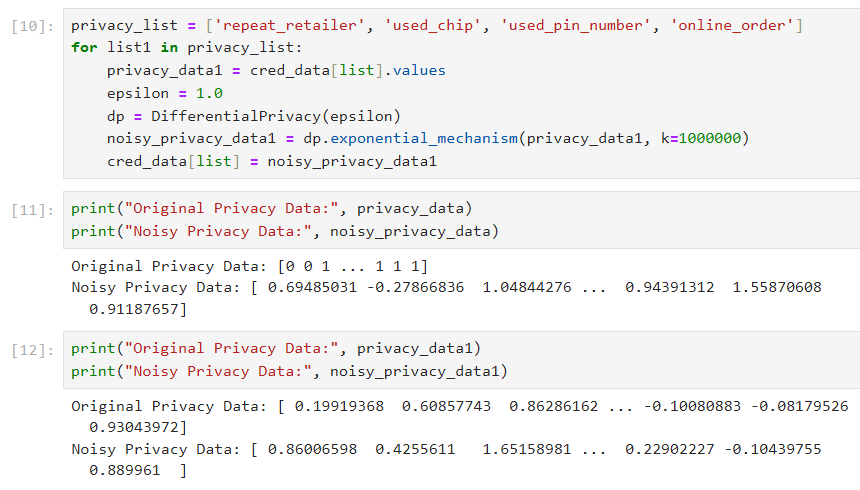 [10]: privacy_list = ['repeat_retailer', 'used_chip', 'used_pin_number', 'online_order']
for list1 in privacy_list:
    privacy_data1 = cred_data[list].values
    epsilon = 1.0
    dp = DifferentialPrivacy(epsilon)
    noisy_privacy_data1 = dp.exponential_mechanism(privacy_data1, k=1000000)
    cred_data[list] = noisy_privacy_data1
[11]: print("Original Privacy Data:", privacy_data)
print("Noisy Privacy Data:", noisy_privacy_data)
Original Privacy Data: [0 0 1 ... 1 1 1]
Noisy Privacy Data: [ 0.69485031 -0.27866836  1.04844276 ...  0.94391312  1.55870608
  0.91187657]
[12]: print("Original Privacy Data:", privacy_data1)
print("Noisy Privacy Data:", noisy_privacy_data1)
Original Privacy Data: [ 0.19919368  0.60857743  0.86286162 ... -0.10080883 -0.08179526
  0.93043972]
Noisy Privacy Data: [ 0.86006598  0.4255611   1.65158981 ...  0.22902227 -0.10439755
  0.889961  ]